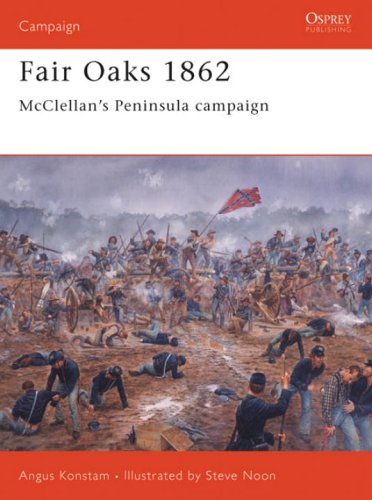 Campaign
OSPREY
PUBLISHING
Fair Oaks 1862
McClellan's Peninsula campaign
Angus Konstam • Illustrated by Steve Noon